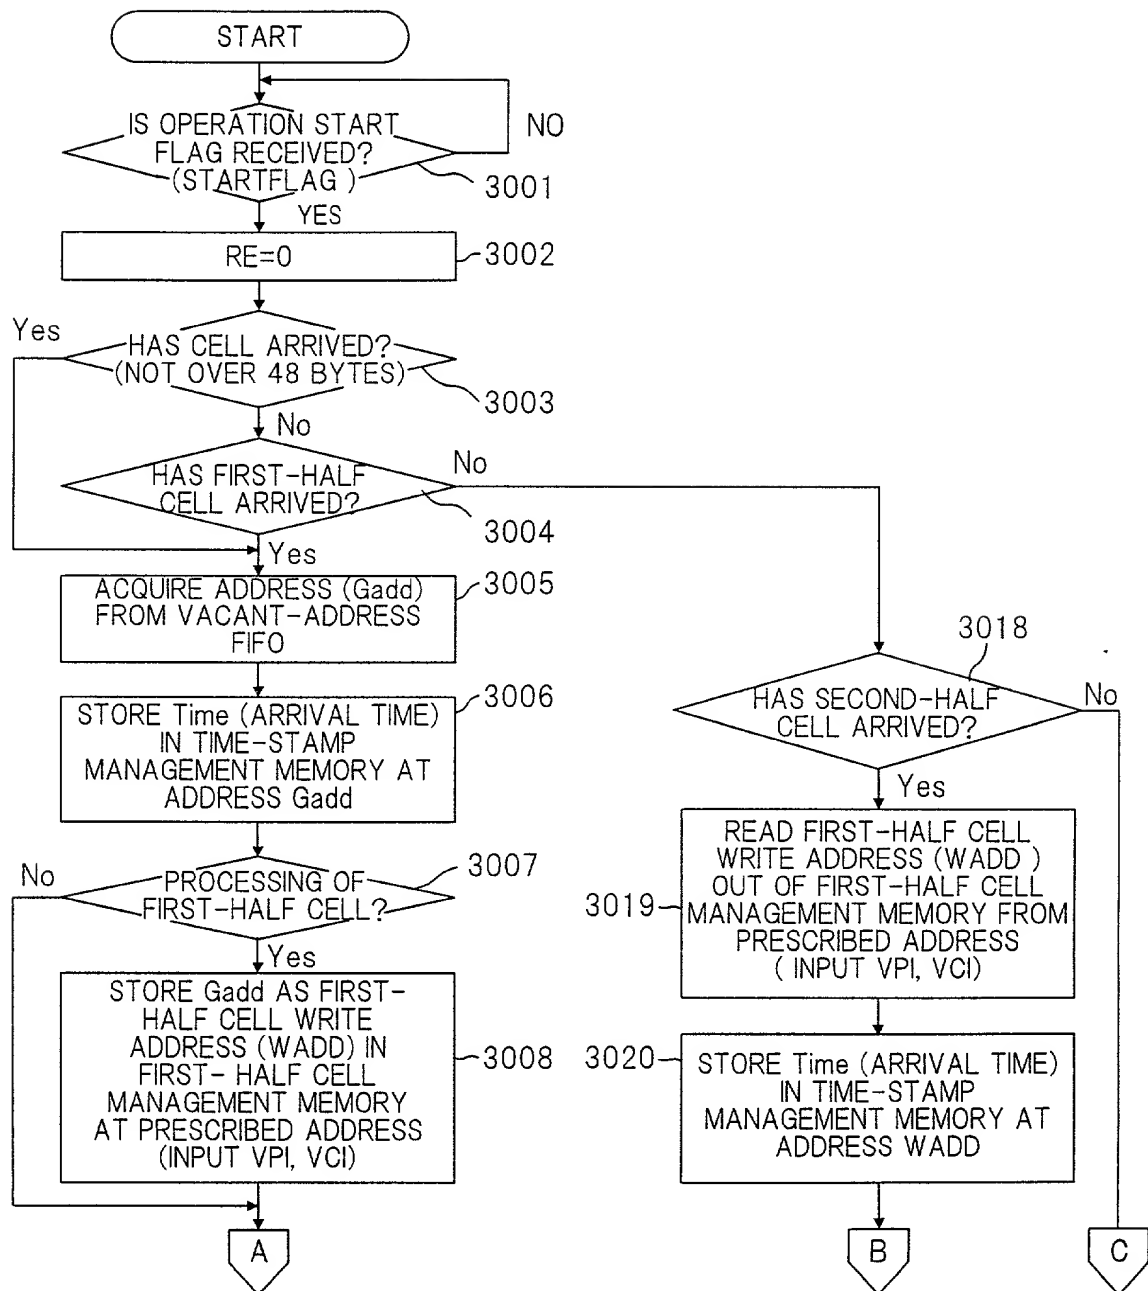 START
IS OPERATION START
FLAG RECEIVED?
(STARTFLAG )
NO
3001
YES
RE=0
3002
Yes
HAS CELL ARRIVED?
(NOT OVER 48 BYTES)
3003
No
HAS FIRST-HALF
CELL ARRIVED?
No
3004
Yes
ACQUIRE ADDRESS (Gadd)
FROM VACANT-ADDRESS
FIFO
3005
STORE Time (ARRIVAL TIME)
IN TIME-STAMP
MANAGEMENT MEMORY AT
ADDRESS Gadd
3006
No
PROCESSING OF
FIRST-HALF CELL?
3007
Yes
STORE Gadd AS FIRST-
HALF CELL WRITE
ADDRESS (WADD) IN
FIRST- HALF CELL
MANAGEMENT MEMORY
AT PRESCRIBED ADDRESS
(INPUT VPI, VCI)
3008
A
3018
HAS SECOND-HALF
CELL ARRIVED?
No
Yes
READ FIRST-HALF CELL
WRITE ADDRESS (WADD )
OUT OF FIRST-HALF CELL
MANAGEMENT MEMORY FROM
PRESCRIBED ADDRESS
( INPUT VPI, VCI)
3019
3020
STORE Time (ARRIVAL TIME)
IN TIME-STAMP
MANAGEMENT MEMORY AT
ADDRESS WADD
B
C